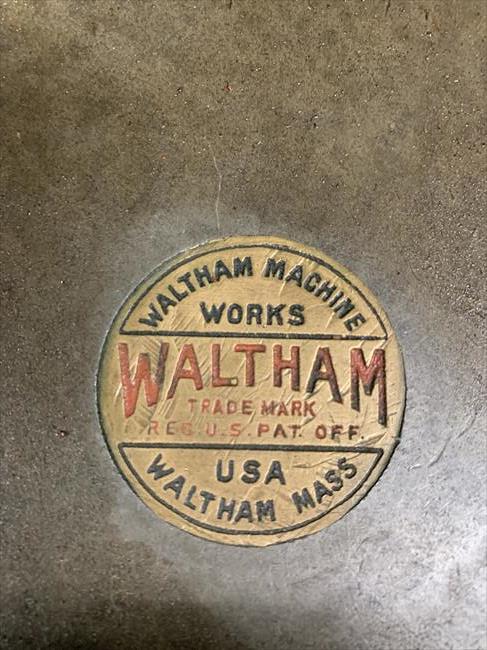 WALTHAM MACHINE
WORKS
WALTHAM
TRADE MARK
REG. U.S. PAT. OFF.
USA
WALTHAM MASS